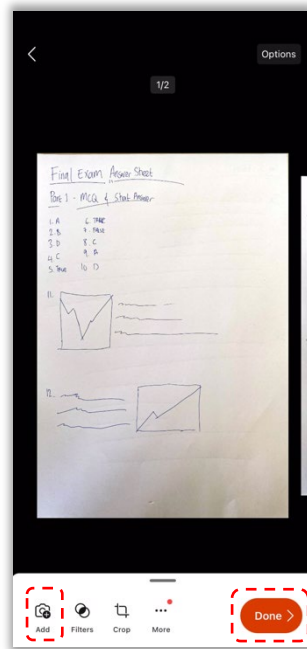 Options
1/2
Final Exam Answer Sheet
Part 1 - MCQ & Short Answer
1. A 6. TRUE
2. B 7. FALSE
3. D 8. C
4. C 9. B
5. True 10. D
11.
12.
Add Filters Crop More Done